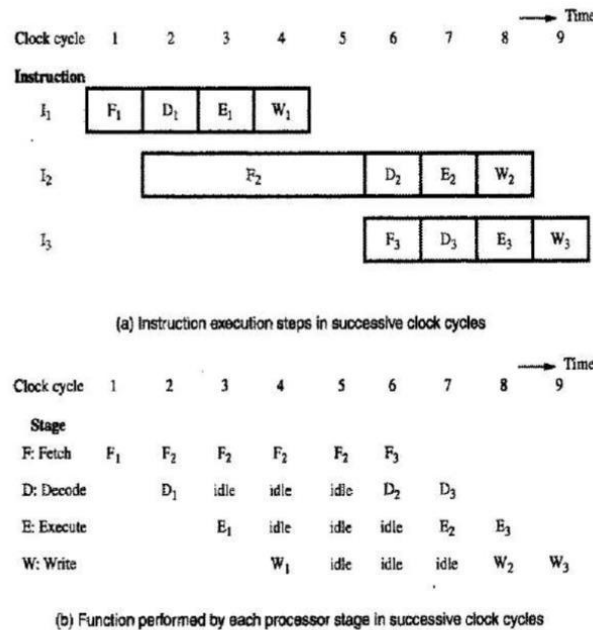 Time
Clock cycle 1 2 3 4 5 6 7 8 9
Instruction
I1 F1 D1 E1 W1
I2 F2 D2 E2 W2
I3 F3 D3 E3 W3
(a) Instruction execution steps in successive clock cycles
Time
Clock cycle 1 2 3 4 5 6 7 8 9
Stage
F: Fetch F1 F2 F2 F2 F2 F3
D: Decode D1 idle idle idle D2 D3
E: Execute E1 idle idle idle E2 E3
W: Write W1 idle idle idle W2 W3
(b) Function performed by each processor stage in successive clock cycles